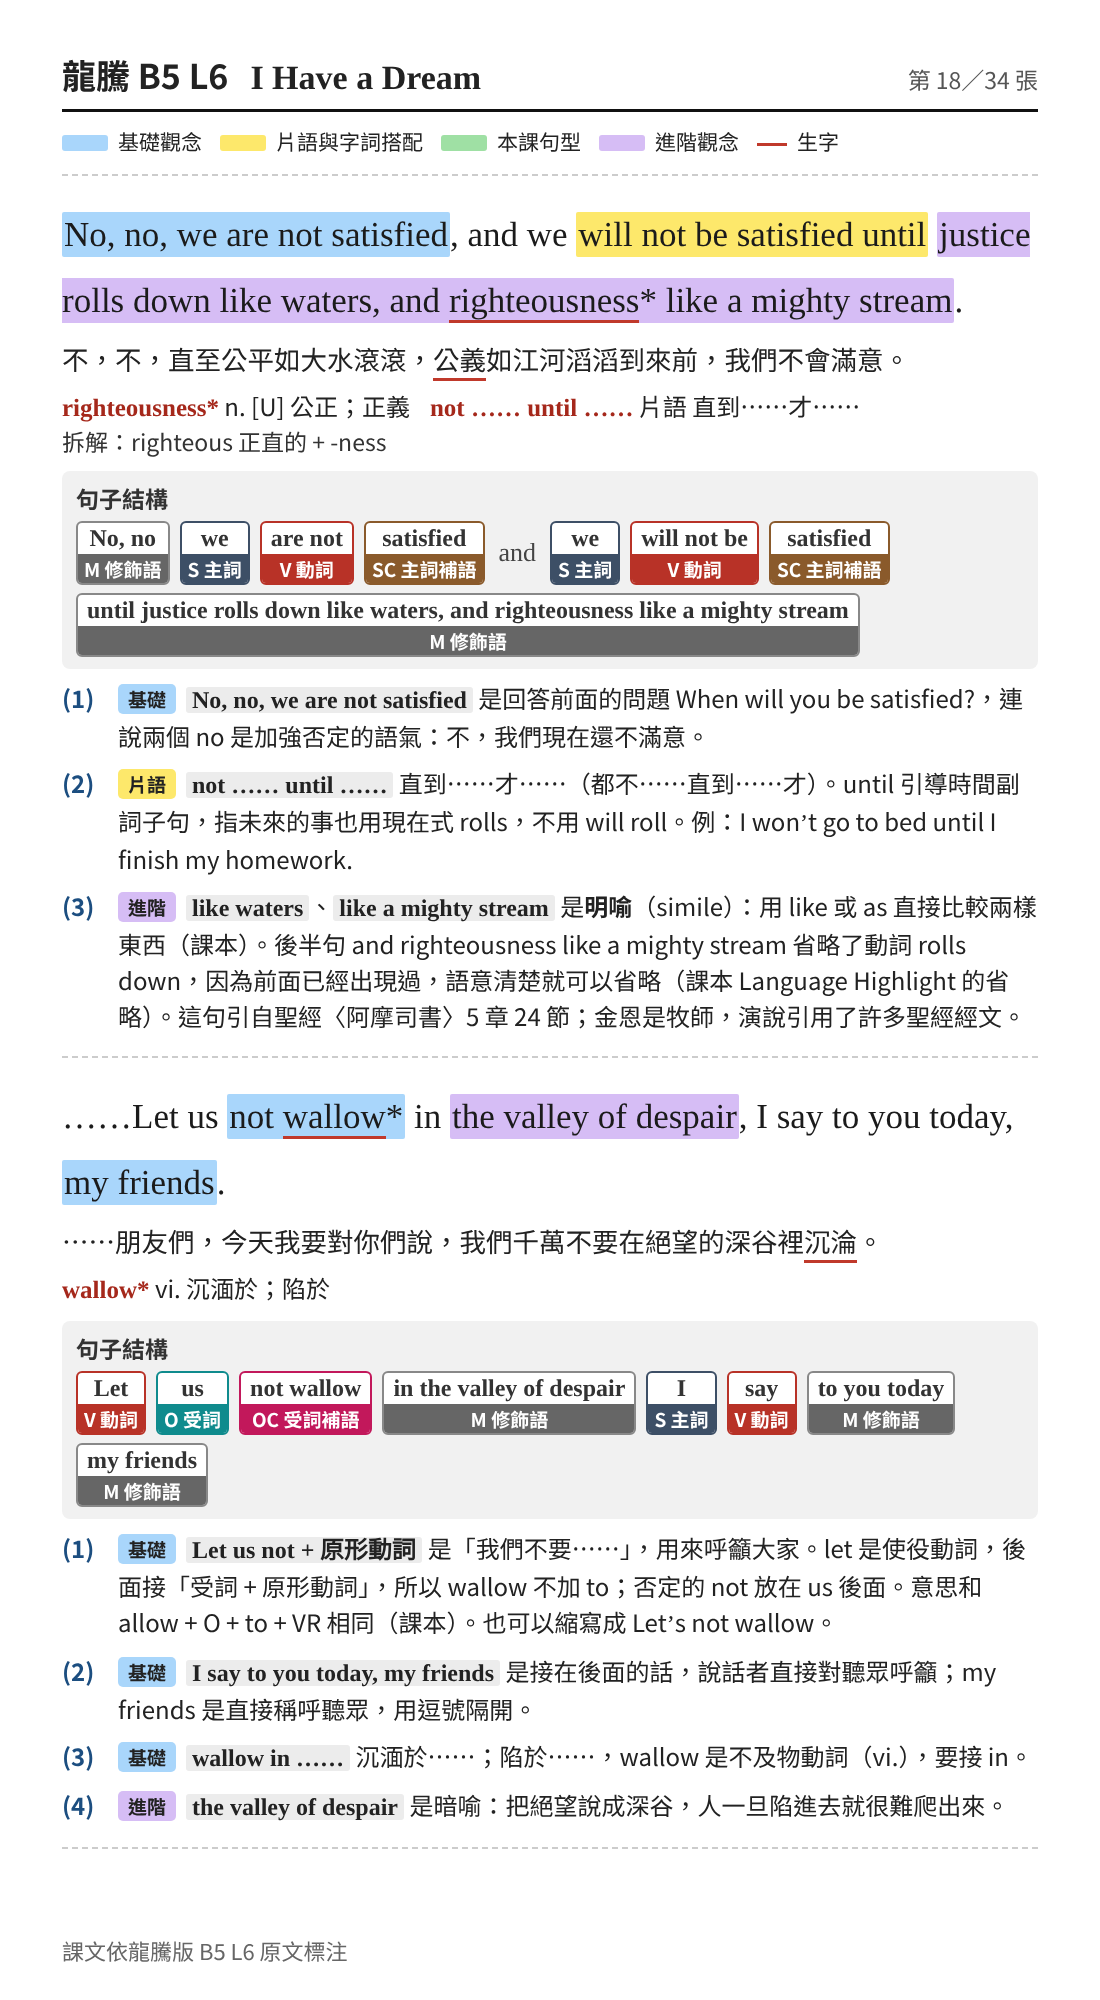 龍騰 B5 L6 I Have a Dream 第 18／34 張
基礎觀念 片語與字詞搭配 本課句型 進階觀念 生字
No, no, we are not satisfied, and we will not be satisfied until justice
rolls down like waters, and righteousness* like a mighty stream.
不，不，直至公平如大水滾滾，公義如江河滔滔到來前，我們不會滿意。
righteousness* n. [U] 公正；正義 not …… until …… 片語 直到⋯⋯才⋯⋯
拆解：righteous 正直的 + -ness
句子結構
No, no we are not satisfied and we will not be satisfied
M 修飾語 S 主詞 V 動詞 SC 主詞補語 S 主詞 V 動詞 SC 主詞補語
until justice rolls down like waters, and righteousness like a mighty stream
M 修飾語
(1) 基礎 No, no, we are not satisfied 是回答前面的問題 When will you be satisfied?，連
說兩個 no 是加強否定的語氣：不，我們現在還不滿意。
(2) 片語 not …… until …… 直到⋯⋯才⋯⋯（都不⋯⋯直到⋯⋯才）。until 引導時間副
詞子句，指未來的事也用現在式 rolls，不用 will roll。例：I won’t go to bed until I
finish my homework.
(3) 進階 like waters 、 like a mighty stream 是明喻（simile）：用 like 或 as 直接比較兩樣
東西（課本）。後半句 and righteousness like a mighty stream 省略了動詞 rolls
down，因為前面已經出現過，語意清楚就可以省略（課本 Language Highlight 的省
略）。這句引自聖經〈阿摩司書〉5 章 24 節；金恩是牧師，演說引用了許多聖經經文。
……Let us not wallow* in the valley of despair, I say to you today,
my friends.
⋯⋯朋友們，今天我要對你們說，我們千萬不要在絕望的深谷裡沉淪。
wallow* vi. 沉湎於；陷於
句子結構
Let us not wallow in the valley of despair I say to you today
V 動詞 O 受詞 OC 受詞補語 M 修飾語 S 主詞 V 動詞 M 修飾語
my friends
M 修飾語
(1) 基礎 Let us not + 原形動詞 是「我們不要⋯⋯」，用來呼籲大家。let 是使役動詞，後
面接「受詞 + 原形動詞」，所以 wallow 不加 to；否定的 not 放在 us 後面。意思和
allow + O + to + VR 相同（課本）。也可以縮寫成 Let’s not wallow。
(2) 基礎 I say to you today, my friends 是接在後面的話，說話者直接對聽眾呼籲；my
friends 是直接稱呼聽眾，用逗號隔開。
(3) 基礎 wallow in …… 沉湎於⋯⋯；陷於⋯⋯，wallow 是不及物動詞（vi.），要接 in。
(4) 進階 the valley of despair 是暗喻：把絕望說成深谷，人一旦陷進去就很難爬出來。
課文依龍騰版 B5 L6 原文標注